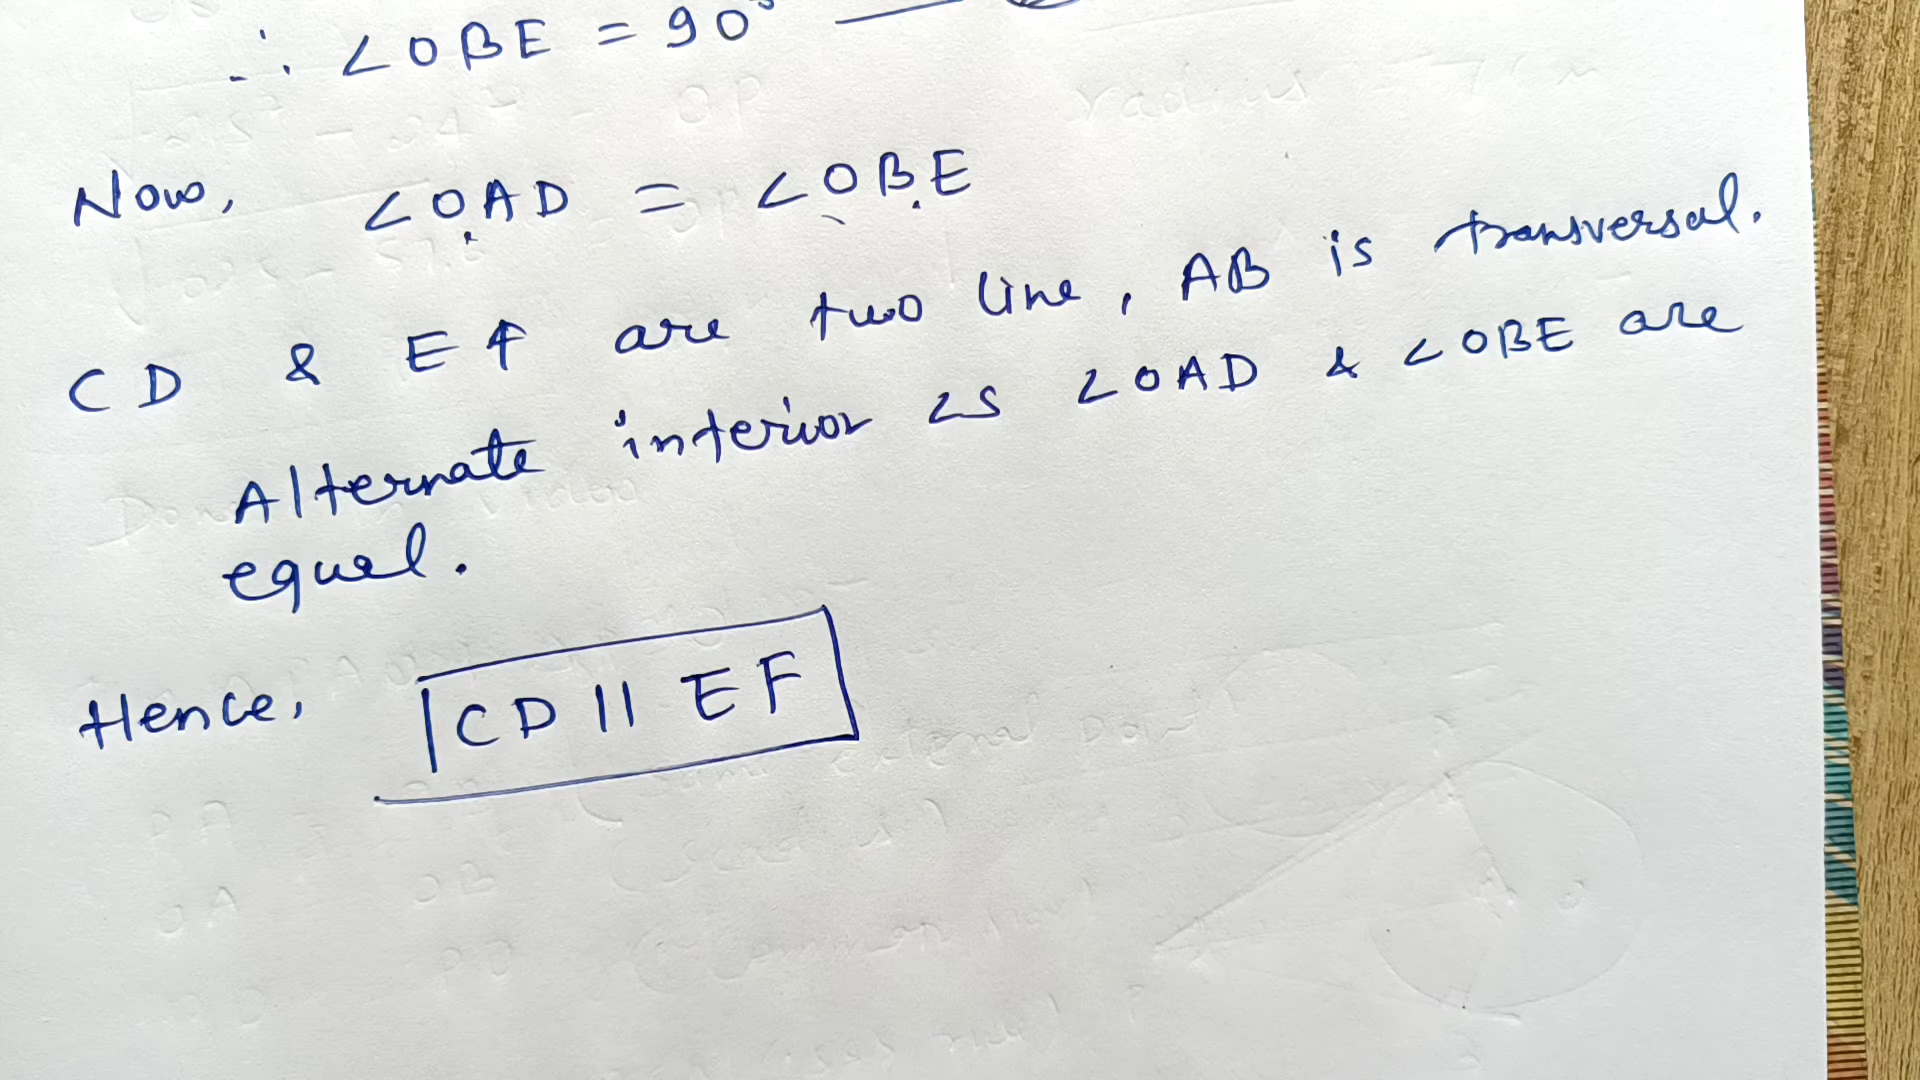 ∴ ∠OBE = 90°
Now, ∠OAD = ∠OBE
CD & EF are two line, AB is transversal.
Alternate interior ∠s ∠OAD & ∠OBE are
equal.
Hence, CD || EF